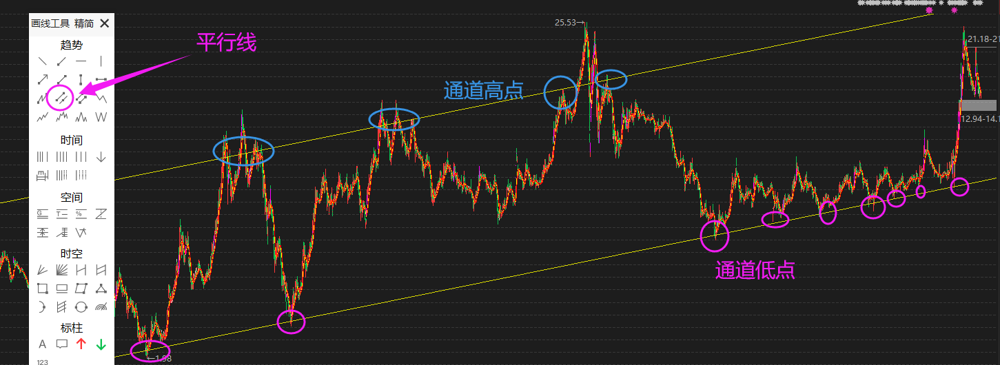 画线工具 精简
趋势
平行线
25.53→
21.18-21
通道高点
12.94-14.1
时间
空间
G
T
%
时空
通道低点
标柱
A
123
←1.98